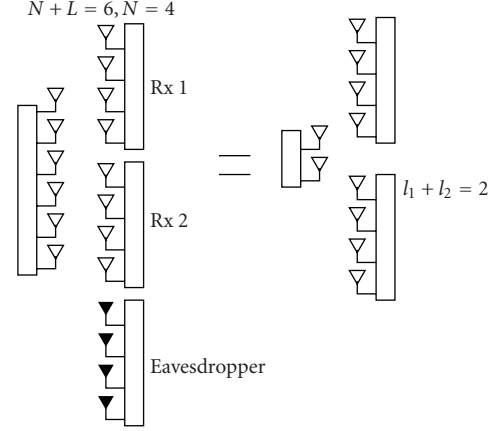 N + L = 6, N = 4
Rx 1
Rx 2
Eavesdropper
=
l₁ + l₂ = 2